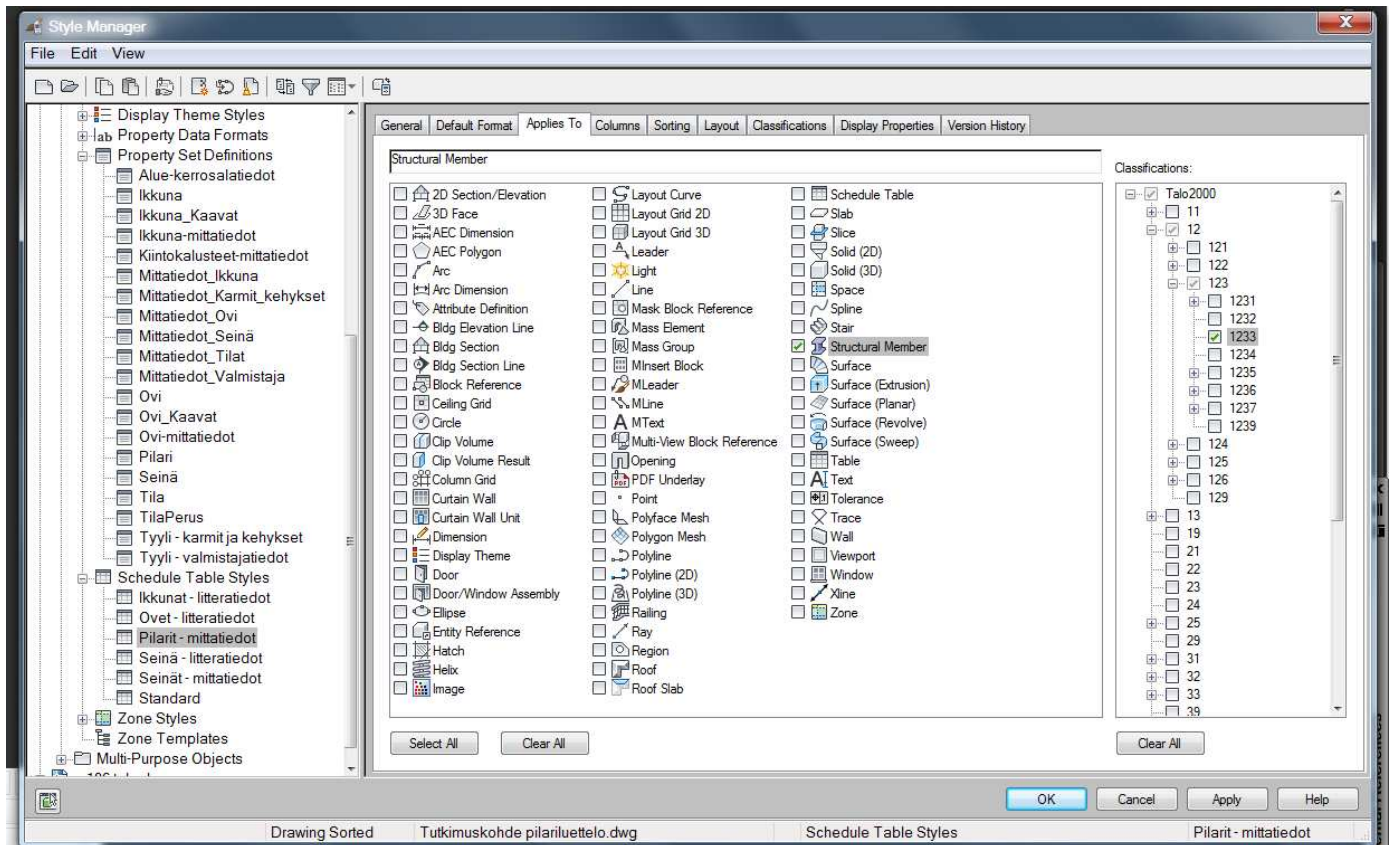 Style Manager
File Edit View
Display Theme Styles
Property Data Formats
Property Set Definitions
Alue-kerrosalatiedot
Ikkuna
Ikkuna_Kaavat
Ikkuna-mittatiedot
Kiintokalusteet-mittatiedot
Mittatiedot_Ikkuna
Mittatiedot_Karmit_kehykset
Mittatiedot_Ovi
Mittatiedot_Seinä
Mittatiedot_Tilat
Mittatiedot_Valmistaja
Ovi
Ovi_Kaavat
Ovi-mittatiedot
Pilari
Seinä
Tila
TilaPerus
Tyyli - karmit ja kehykset
Tyyli - valmistajatiedot
Schedule Table Styles
Ikkunat - litteratiedot
Ovet - litteratiedot
Pilarit - mittatiedot
Seinä - litteratiedot
Seinät - mittatiedot
Standard
Zone Styles
Zone Templates
Multi-Purpose Objects
General Default Format Applies To Columns Sorting Layout Classifications Display Properties Version History
Structural Member
2D Section/Elevation
3D Face
AEC Dimension
AEC Polygon
Arc
Arc Dimension
Attribute Definition
Bldg Elevation Line
Bldg Section
Bldg Section Line
Block Reference
Ceiling Grid
Circle
Clip Volume
Clip Volume Result
Column Grid
Curtain Wall
Curtain Wall Unit
Dimension
Display Theme
Door
Door/Window Assembly
Ellipse
Entity Reference
Hatch
Helix
Image
Layout Curve
Layout Grid 2D
Layout Grid 3D
Leader
Light
Line
Mask Block Reference
Mass Element
Mass Group
MInsert Block
MLeader
MLine
MText
Multi-View Block Reference
Opening
PDF Underlay
Point
Polyface Mesh
Polygon Mesh
Polyline
Polyline (2D)
Polyline (3D)
Railing
Ray
Region
Roof
Roof Slab
Schedule Table
Slab
Slice
Solid (2D)
Solid (3D)
Space
Spline
Stair
Structural Member
Surface
Surface (Extrusion)
Surface (Planar)
Surface (Revolve)
Surface (Sweep)
Table
Text
Tolerance
Trace
Wall
Viewport
Window
Xline
Zone
Select All Clear All
Classifications:
Talo2000
11
12
121
122
123
1231
1232
1233
1234
1235
1236
1237
1239
124
125
126
129
13
19
21
22
23
24
25
29
31
32
33
39
Clear All
OK Cancel Apply Help
Drawing Sorted Tutkimuskohde pilariluettelo.dwg Schedule Table Styles Pilarit - mittatiedot